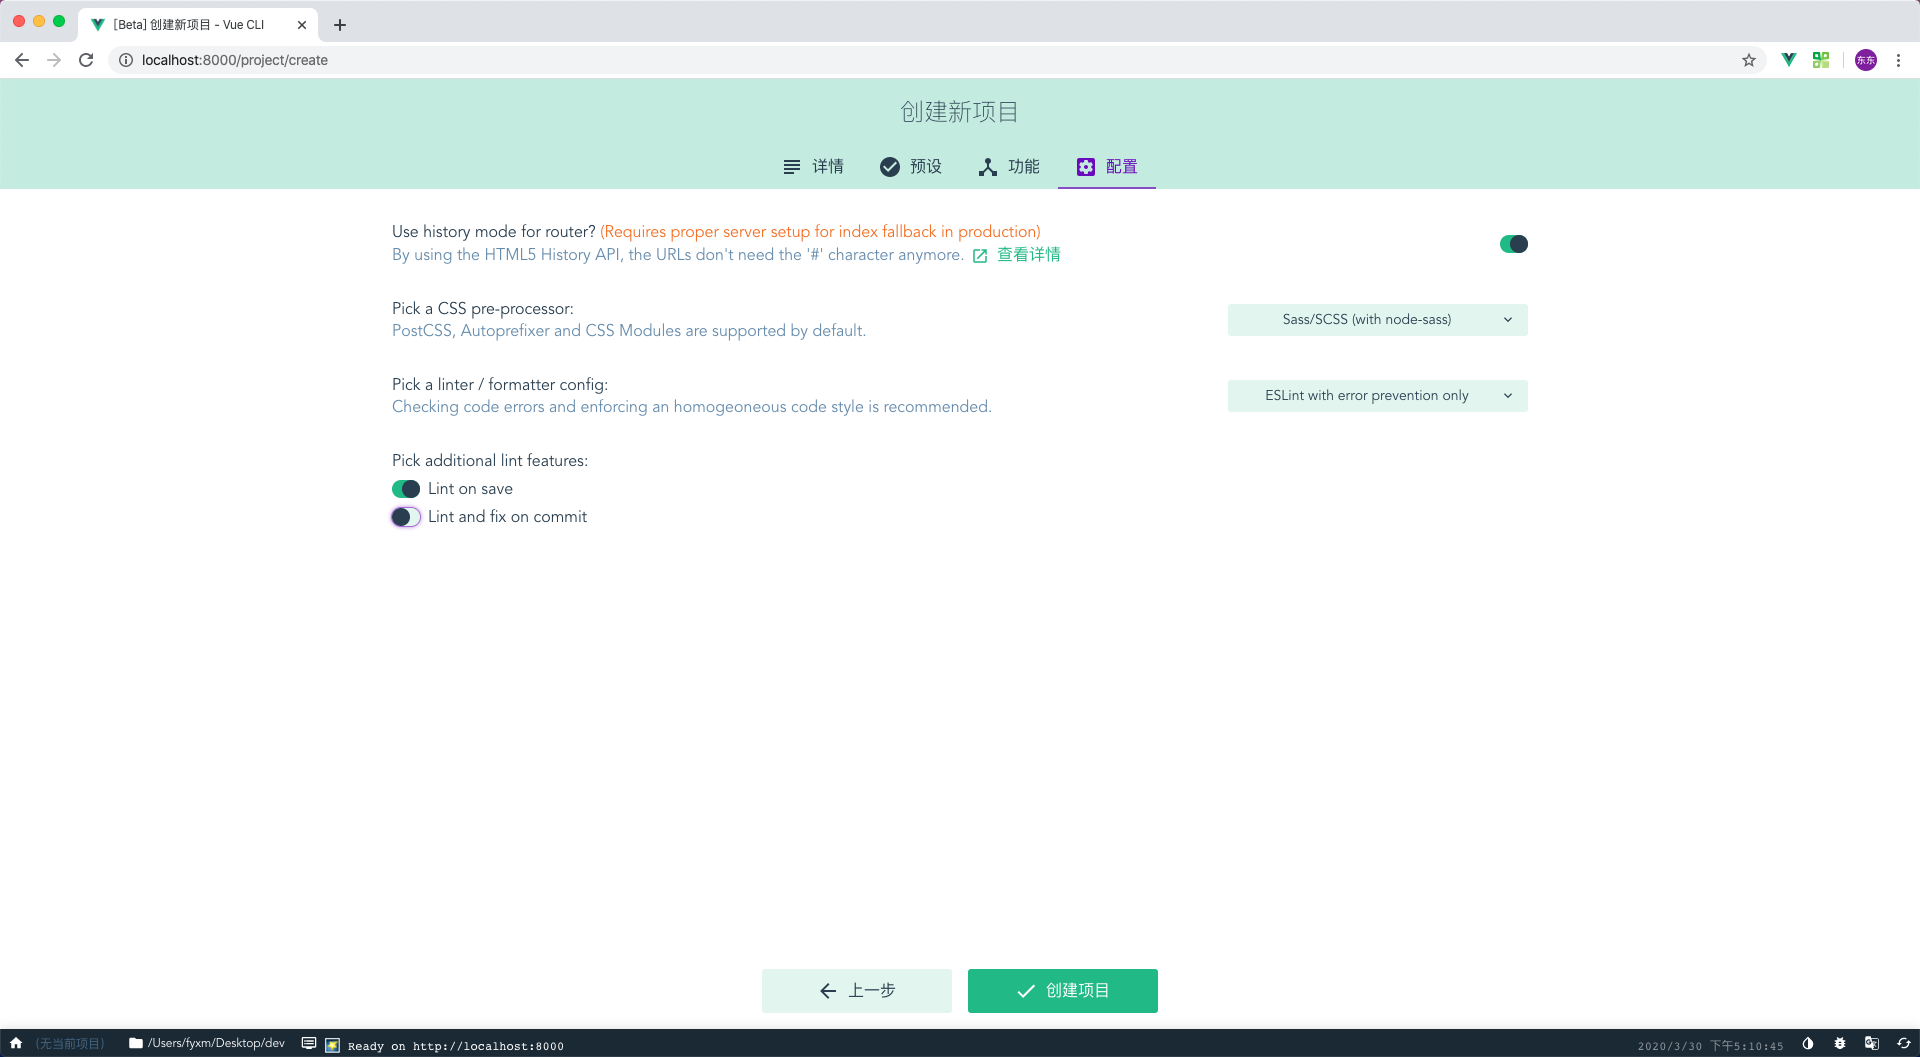 [Beta] 创建新项目 - Vue CLI
localhost:8000/project/create
东东
创建新项目
详情
预设
功能
配置
Use history mode for router? (Requires proper server setup for index fallback in production)
By using the HTML5 History API, the URLs don't need the '#' character anymore. 查看详情
Pick a CSS pre-processor:
PostCSS, Autoprefixer and CSS Modules are supported by default.
Sass/SCSS (with node-sass)
Pick a linter / formatter config:
Checking code errors and enforcing an homogeoneous code style is recommended.
ESLint with error prevention only
Pick additional lint features:
Lint on save
Lint and fix on commit
上一步
创建项目
(无当前项目)
/Users/fyxm/Desktop/dev
Ready on http://localhost:8000
2020/3/30 下午5:10:45